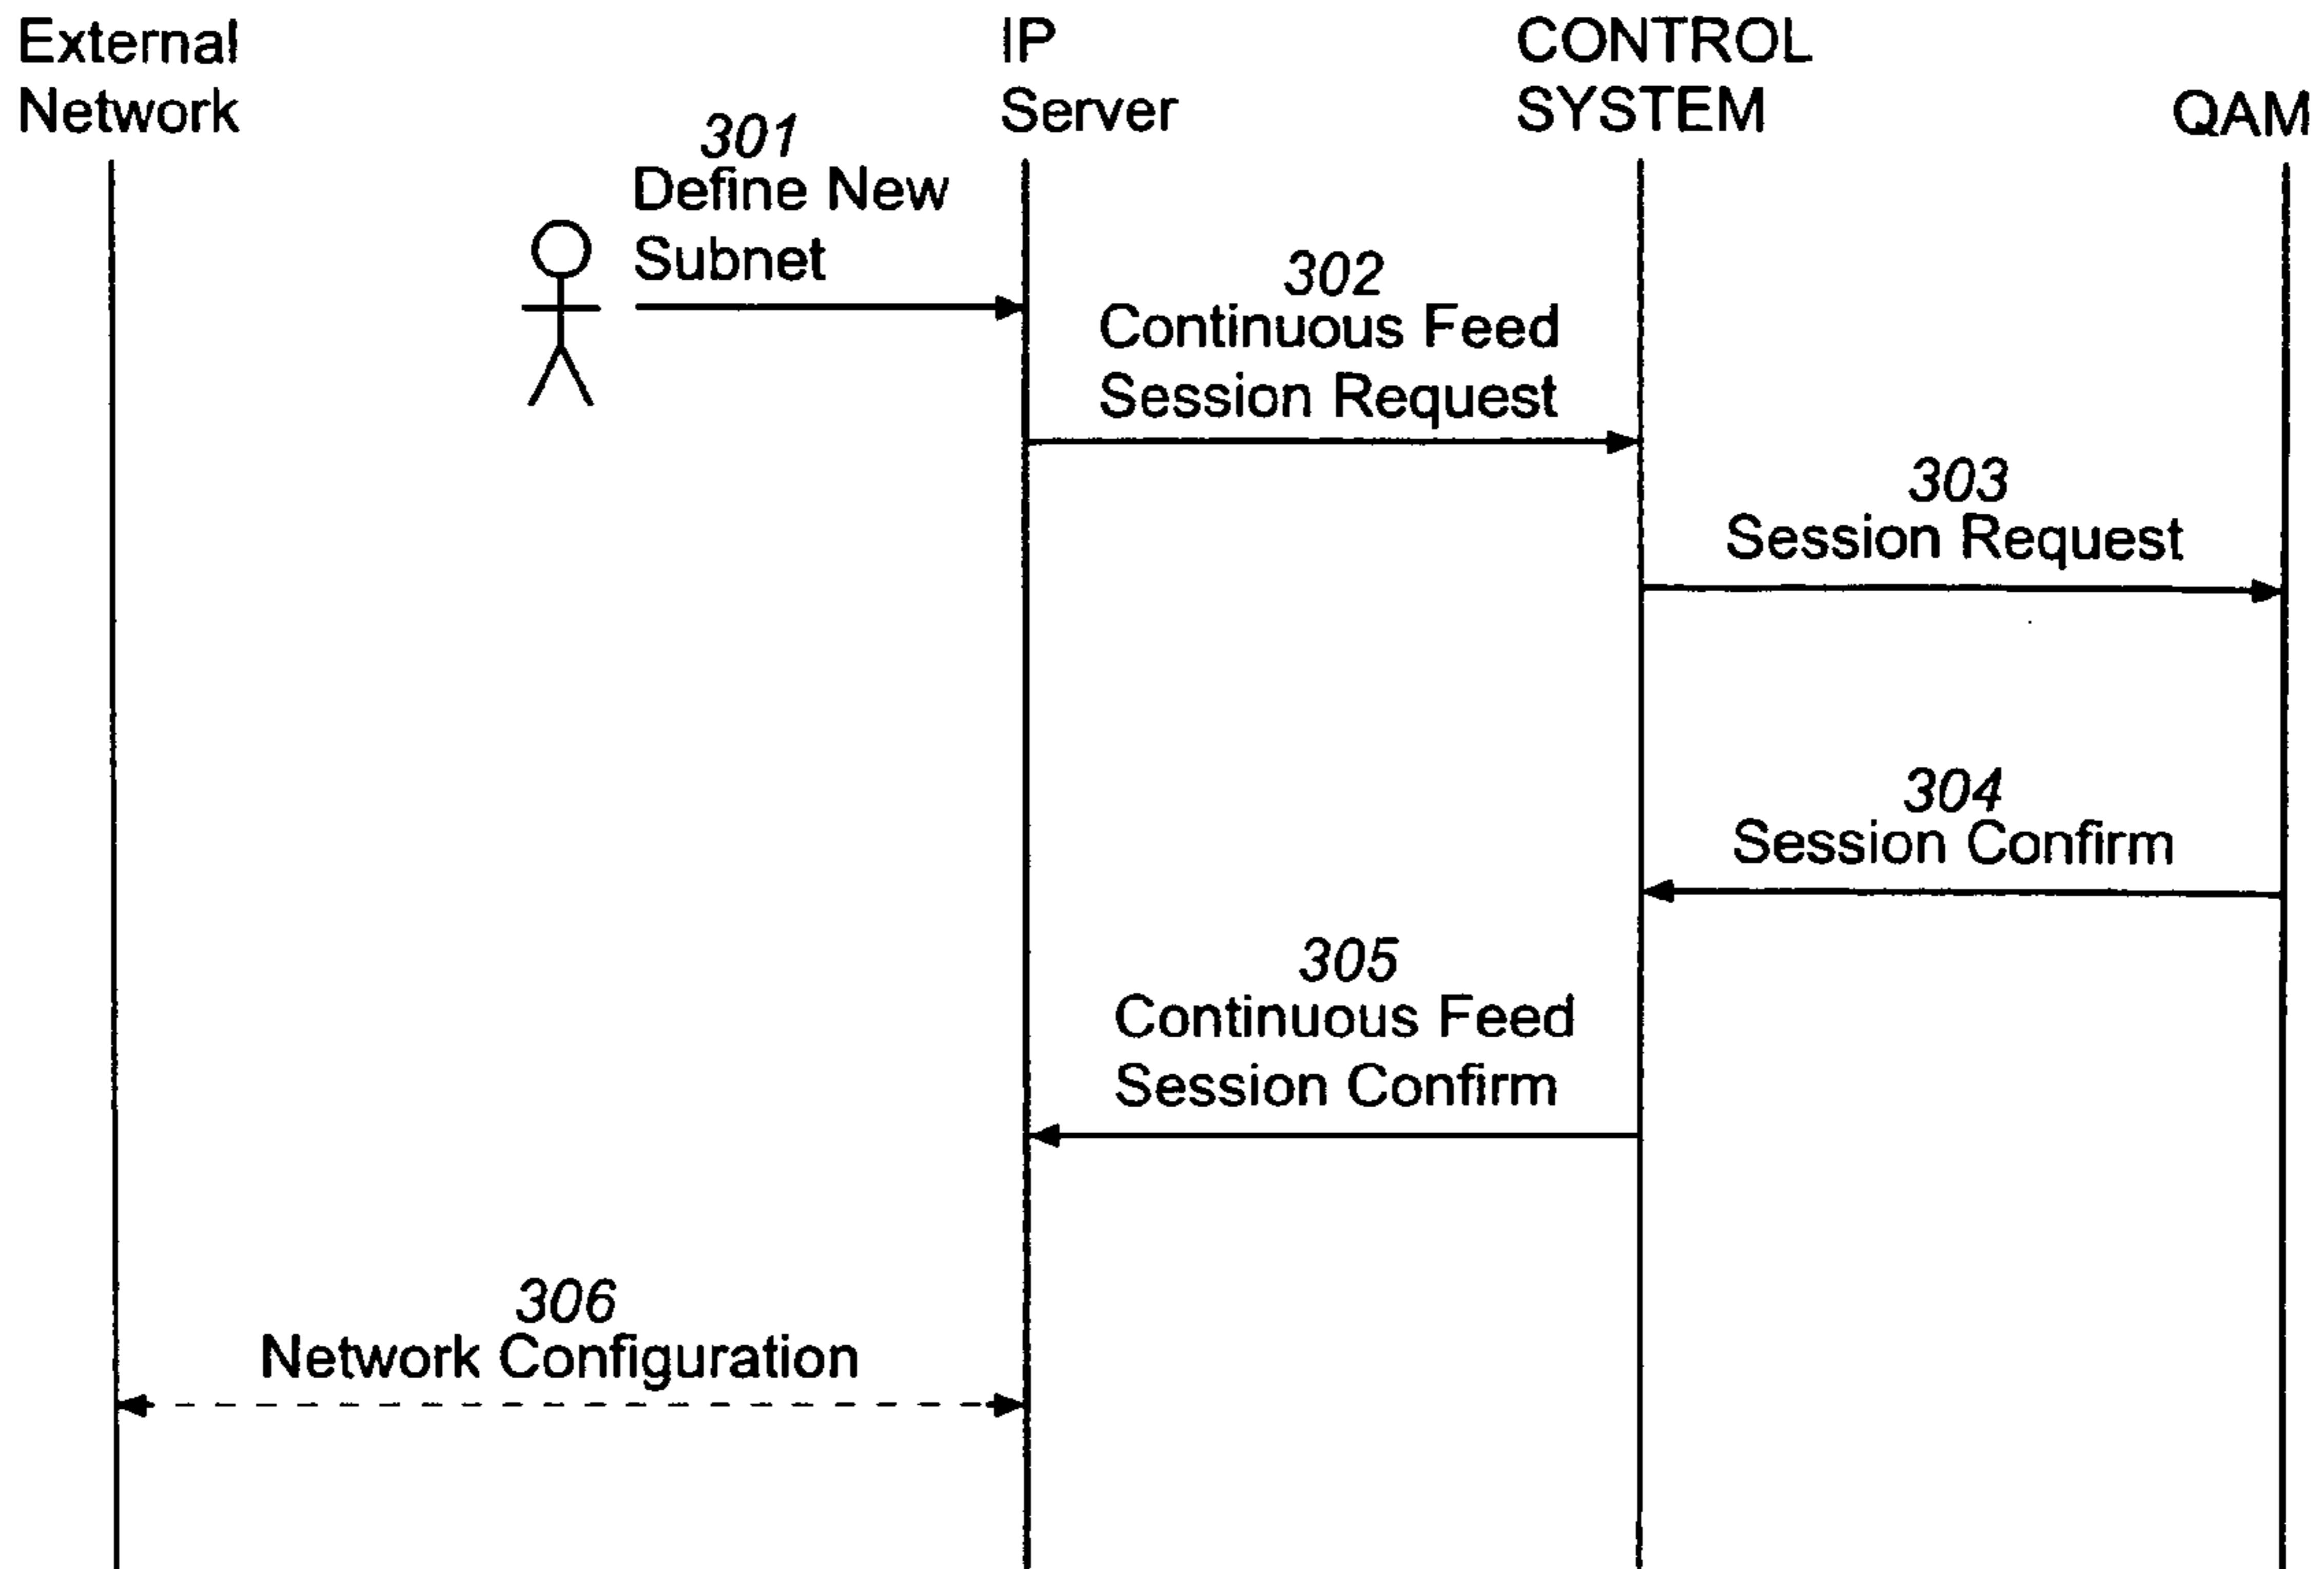 External
Network
IP
Server
CONTROL
SYSTEM
QAM
301
Define New
Subnet
302
Continuous Feed
Session Request
303
Session Request
304
Session Confirm
305
Continuous Feed
Session Confirm
306
Network Configuration